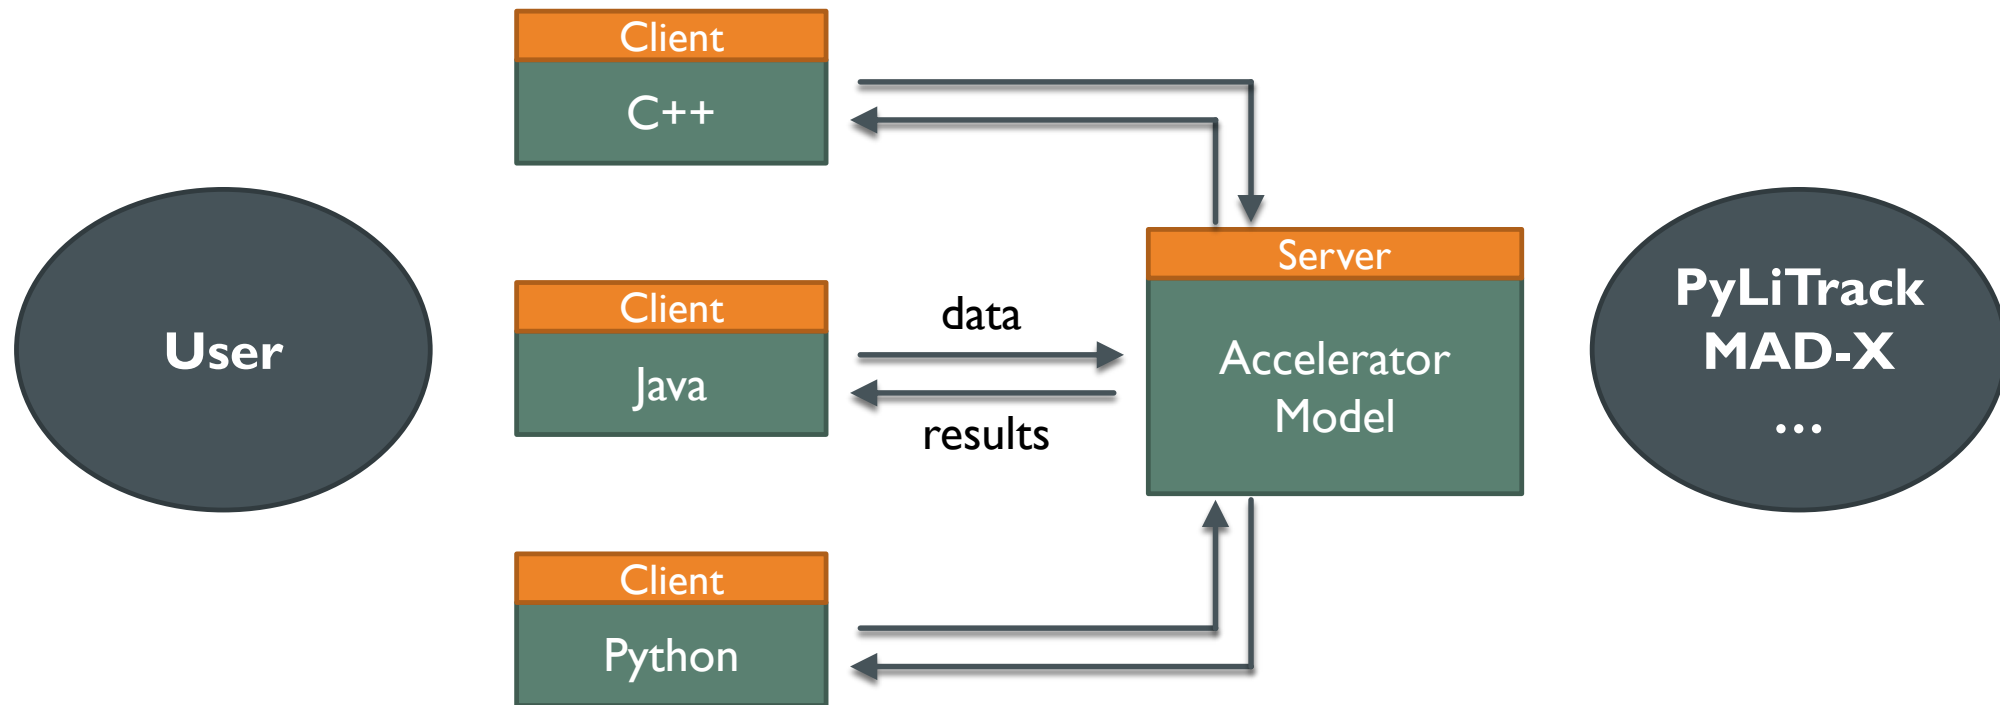 User
Client
C++
Client
Java
Client
Python
data
results
Server
Accelerator
Model
PyLiTrack
MAD-X
...